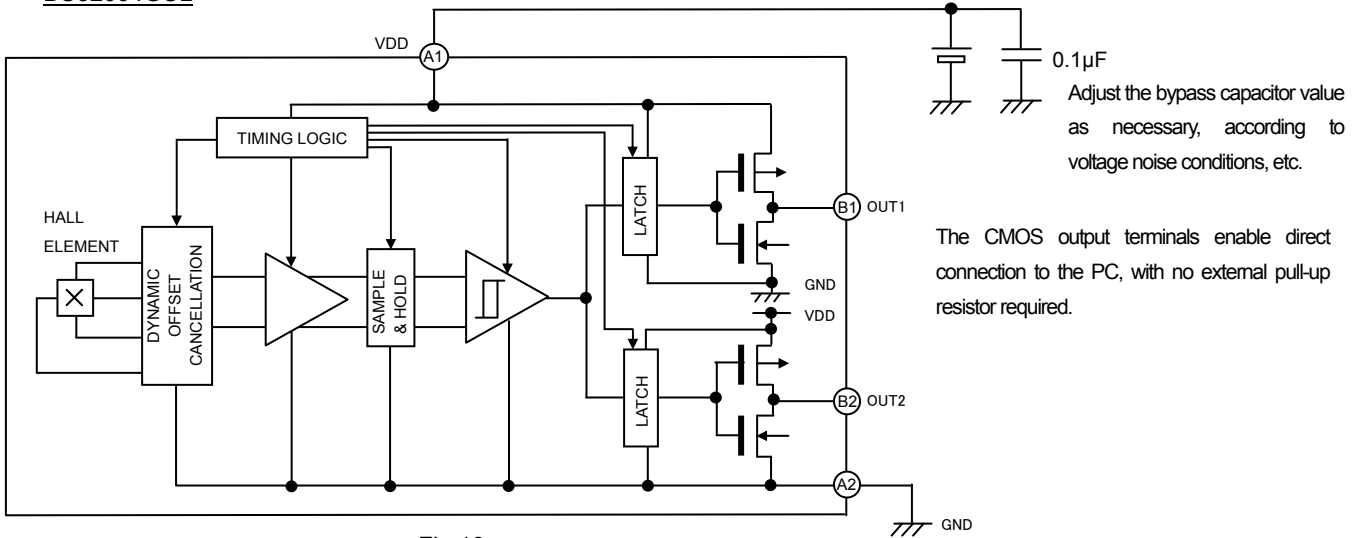 VDD
A1
0.1µF
Adjust the bypass capacitor value
as necessary, according to
voltage noise conditions, etc.
TIMING LOGIC
LATCH
B1 OUT1
HALL
ELEMENT
DYNAMIC
OFFSET
CANCELLATION
SAMPLE
& HOLD
The CMOS output terminals enable direct
connection to the PC, with no external pull-up
resistor required.
GND
VDD
LATCH
B2 OUT2
A2
GND